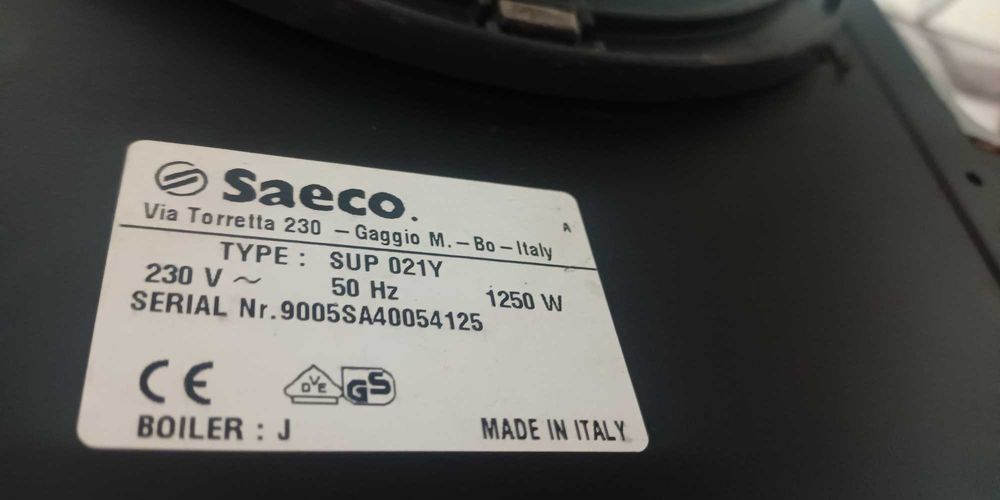 Saeco.
A
Via Torretta 230 – Gaggio M. – Bo – Italy
TYPE : SUP 021Y
230 V ~ 50 Hz 1250 W
SERIAL Nr.9005SA40054125
CE DVE GS
BOILER : J MADE IN ITALY